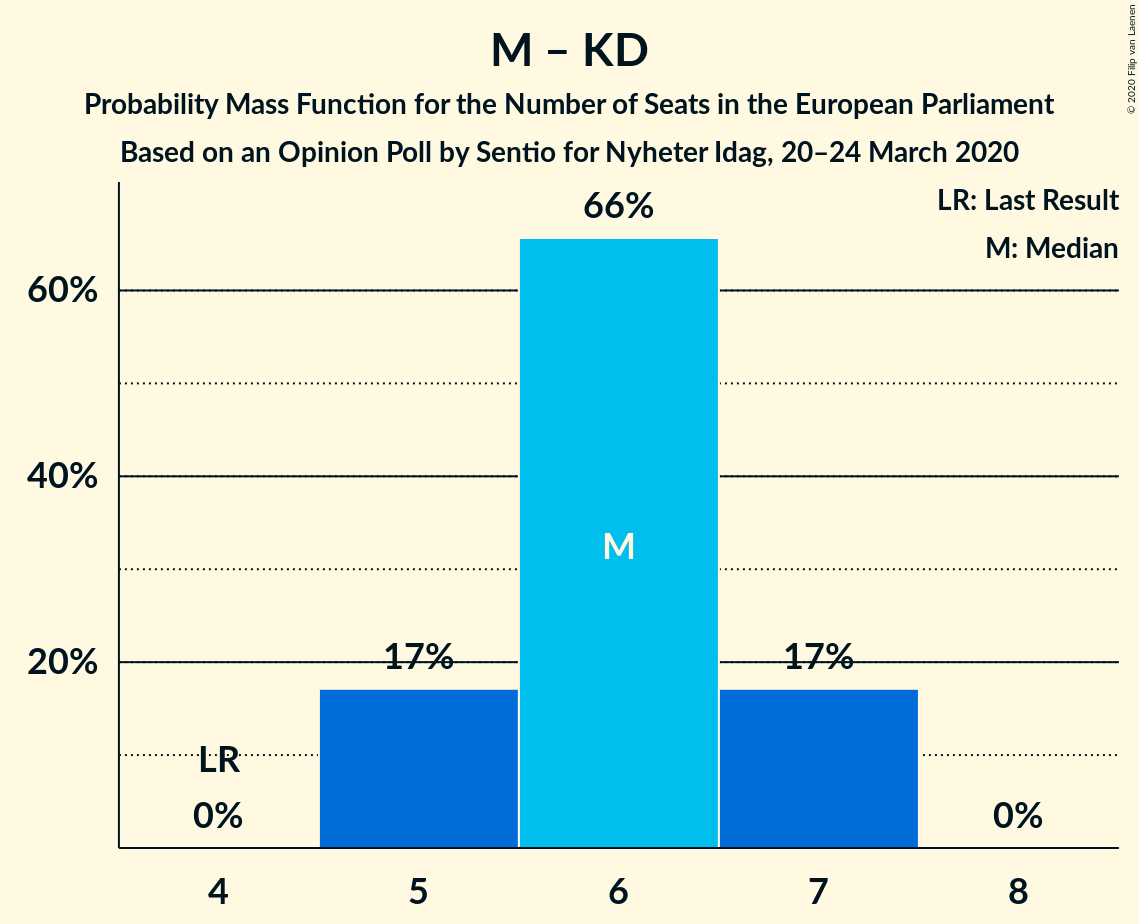 M – KD
Probability Mass Function for the Number of Seats in the European Parliament
Based on an Opinion Poll by Sentio for Nyheter Idag, 20–24 March 2020
© 2020 Filip van Laenen
LR: Last Result
M: Median
66%
60%
M
40%
17%
17%
20%
LR
0%
0%
4
5
6
7
8